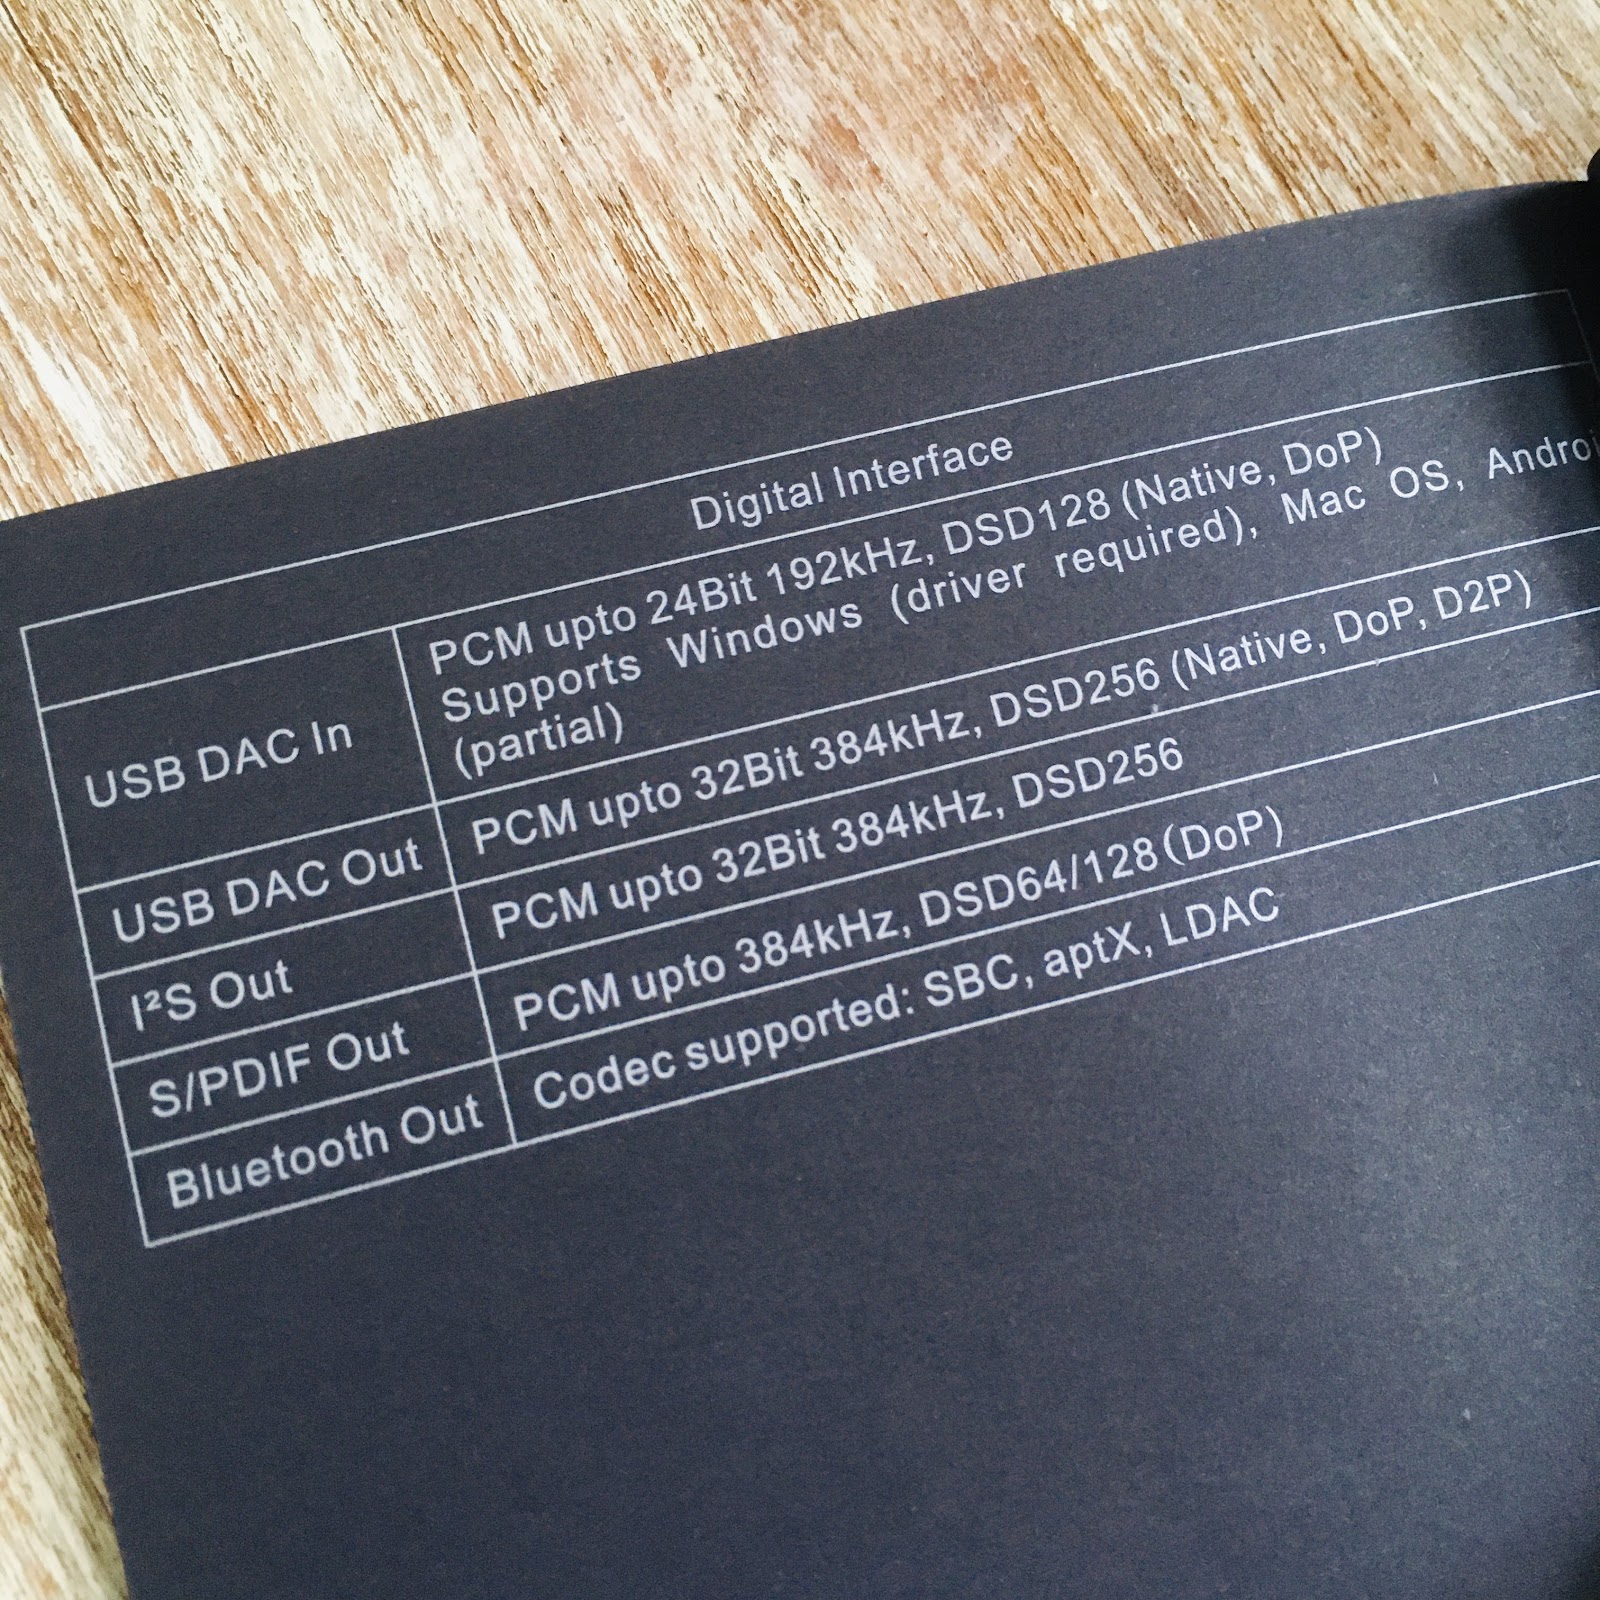 Digital Interface
USB DAC In
PCM upto 24Bit 192kHz, DSD128 (Native, DoP)
Supports Windows (driver required), Mac OS, Androi
(partial)
USB DAC Out
PCM upto 32Bit 384kHz, DSD256 (Native, DoP, D2P)
I²S Out
PCM upto 32Bit 384kHz, DSD256
S/PDIF Out
PCM upto 384kHz, DSD64/128(DoP)
Bluetooth Out
Codec supported: SBC, aptX, LDAC